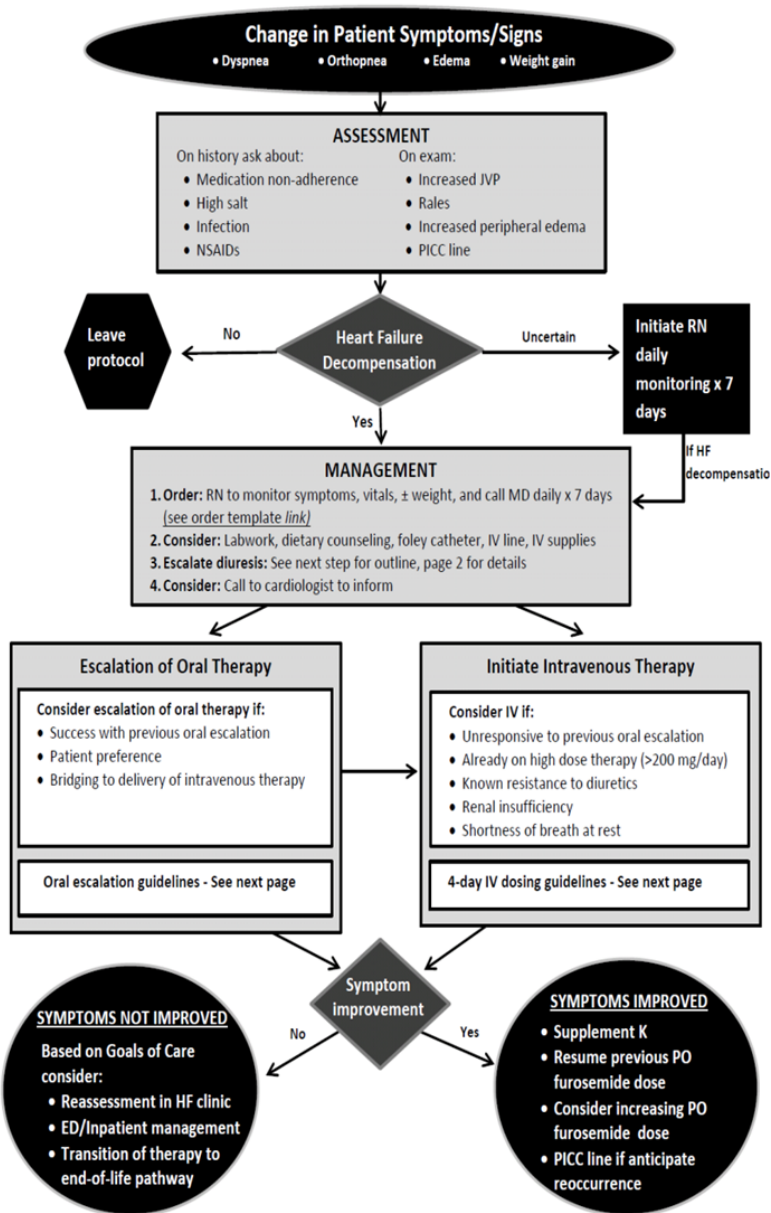 Change in Patient Symptoms/Signs
• Dyspnea • Orthopnea • Edema • Weight gain
ASSESSMENT
On history ask about:
• Medication non-adherence
• High salt
• Infection
• NSAIDs
On exam:
• Increased JVP
• Rales
• Increased peripheral edema
• PICC line
Leave
protocol
No
Heart Failure
Decompensation
Uncertain
Initiate RN
daily
monitoring x 7
days
Yes
If HF
decompensatio
MANAGEMENT
1. Order: RN to monitor symptoms, vitals, ± weight, and call MD daily x 7 days
(see order template link)
2. Consider: Labwork, dietary counseling, foley catheter, IV line, IV supplies
3. Escalate diuresis: See next step for outline, page 2 for details
4. Consider: Call to cardiologist to inform
Escalation of Oral Therapy
Consider escalation of oral therapy if:
• Success with previous oral escalation
• Patient preference
• Bridging to delivery of intravenous therapy
Oral escalation guidelines - See next page
Initiate Intravenous Therapy
Consider IV if:
• Unresponsive to previous oral escalation
• Already on high dose therapy (>200 mg/day)
• Known resistance to diuretics
• Renal insufficiency
• Shortness of breath at rest
4-day IV dosing guidelines - See next page
Symptom
improvement
No
Yes
SYMPTOMS NOT IMPROVED
Based on Goals of Care
consider:
• Reassessment in HF clinic
• ED/Inpatient management
• Transition of therapy to
end-of-life pathway
SYMPTOMS IMPROVED
• Supplement K
• Resume previous PO
furosemide dose
• Consider increasing PO
furosemide dose
• PICC line if anticipate
reoccurrence